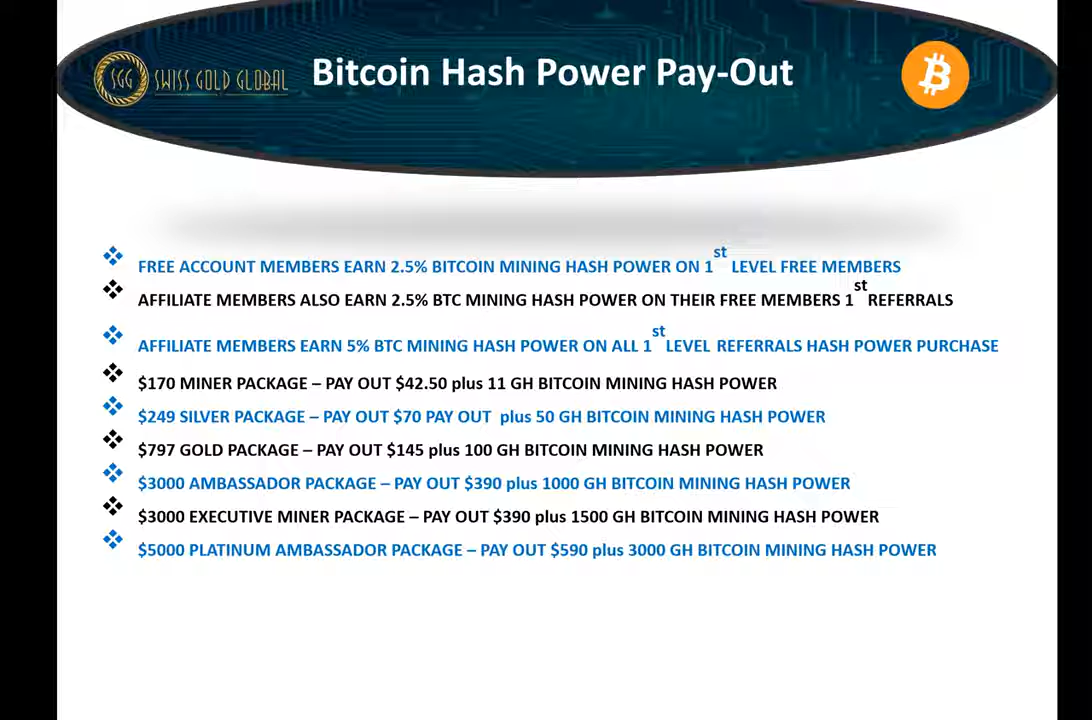 SGG SWISS GOLD GLOBAL Bitcoin Hash Power Pay-Out
FREE ACCOUNT MEMBERS EARN 2.5% BITCOIN MINING HASH POWER ON 1st LEVEL FREE MEMBERS
AFFILIATE MEMBERS ALSO EARN 2.5% BTC MINING HASH POWER ON THEIR FREE MEMBERS 1st REFERRALS
AFFILIATE MEMBERS EARN 5% BTC MINING HASH POWER ON ALL 1st LEVEL REFERRALS HASH POWER PURCHASE
$170 MINER PACKAGE – PAY OUT $42.50 plus 11 GH BITCOIN MINING HASH POWER
$249 SILVER PACKAGE – PAY OUT $70 PAY OUT plus 50 GH BITCOIN MINING HASH POWER
$797 GOLD PACKAGE – PAY OUT $145 plus 100 GH BITCOIN MINING HASH POWER
$3000 AMBASSADOR PACKAGE – PAY OUT $390 plus 1000 GH BITCOIN MINING HASH POWER
$3000 EXECUTIVE MINER PACKAGE – PAY OUT $390 plus 1500 GH BITCOIN MINING HASH POWER
$5000 PLATINUM AMBASSADOR PACKAGE – PAY OUT $590 plus 3000 GH BITCOIN MINING HASH POWER